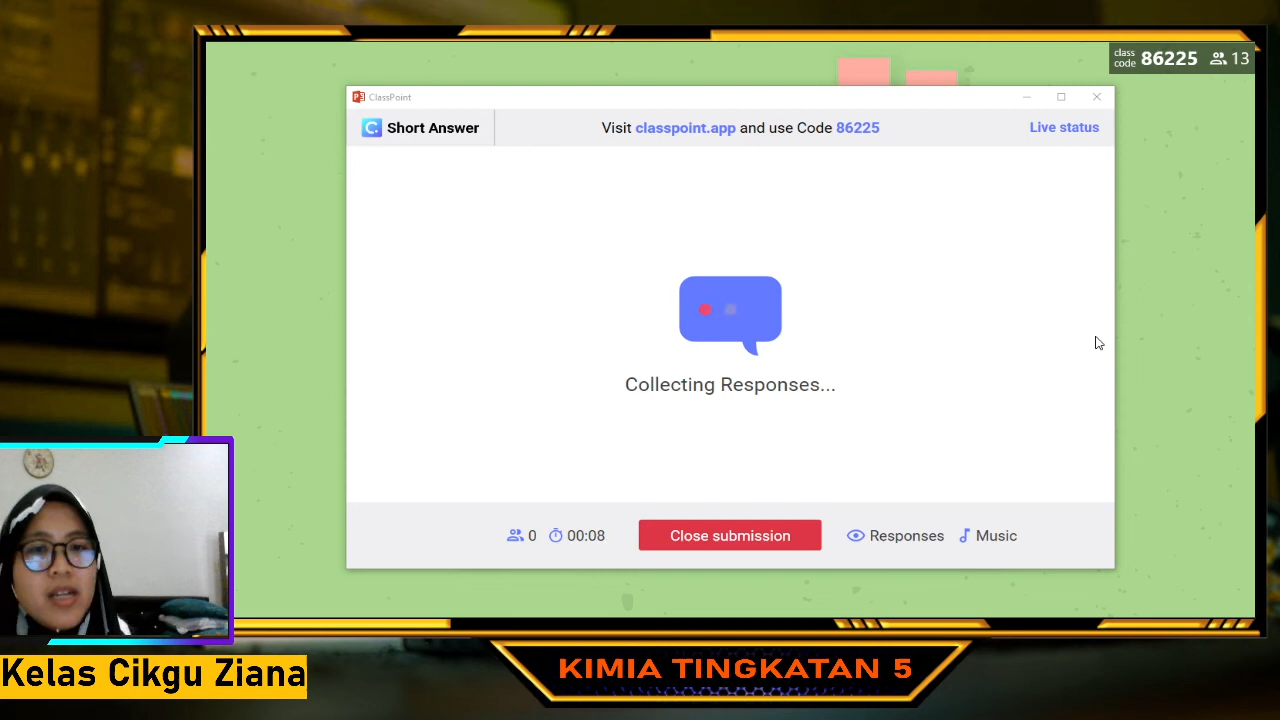 class code 86225 13
ClassPoint
Short Answer
Visit classpoint.app and use Code 86225
Live status
Collecting Responses...
0 00:08 Close submission Responses Music
Kelas Cikgu Ziana
KIMIA TINGKATAN 5